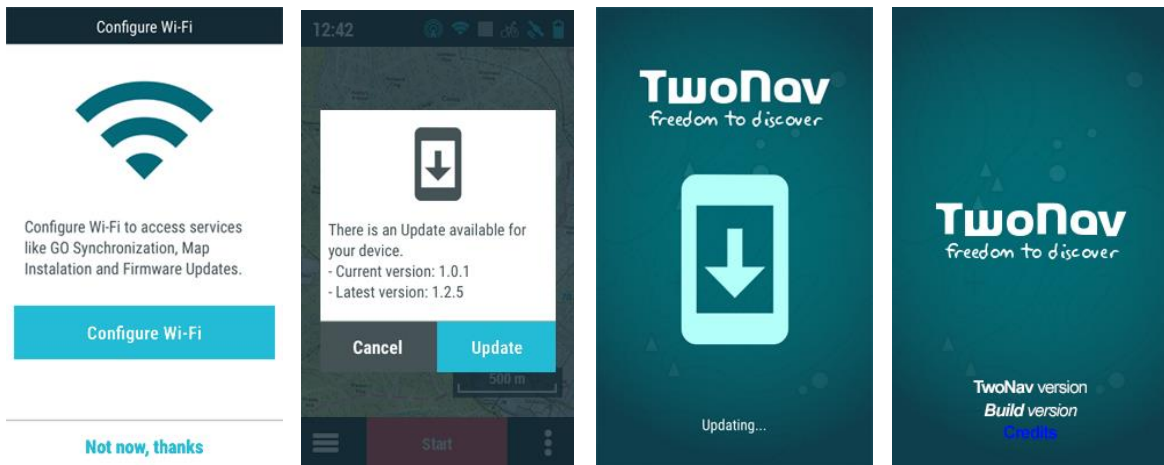 Configure Wi-Fi
Configure Wi-Fi to access services
like GO Synchronization, Map
Instalation and Firmware Updates.
Configure Wi-Fi
Not now, thanks
12:42
There is an Update available for
your device.
- Current version: 1.0.1
- Latest version: 1.2.5
Cancel
Update
500 m
Start
TwoNav
freedom to discover
Updating...
TwoNav
freedom to discover
TwoNav version
Build version
Credits